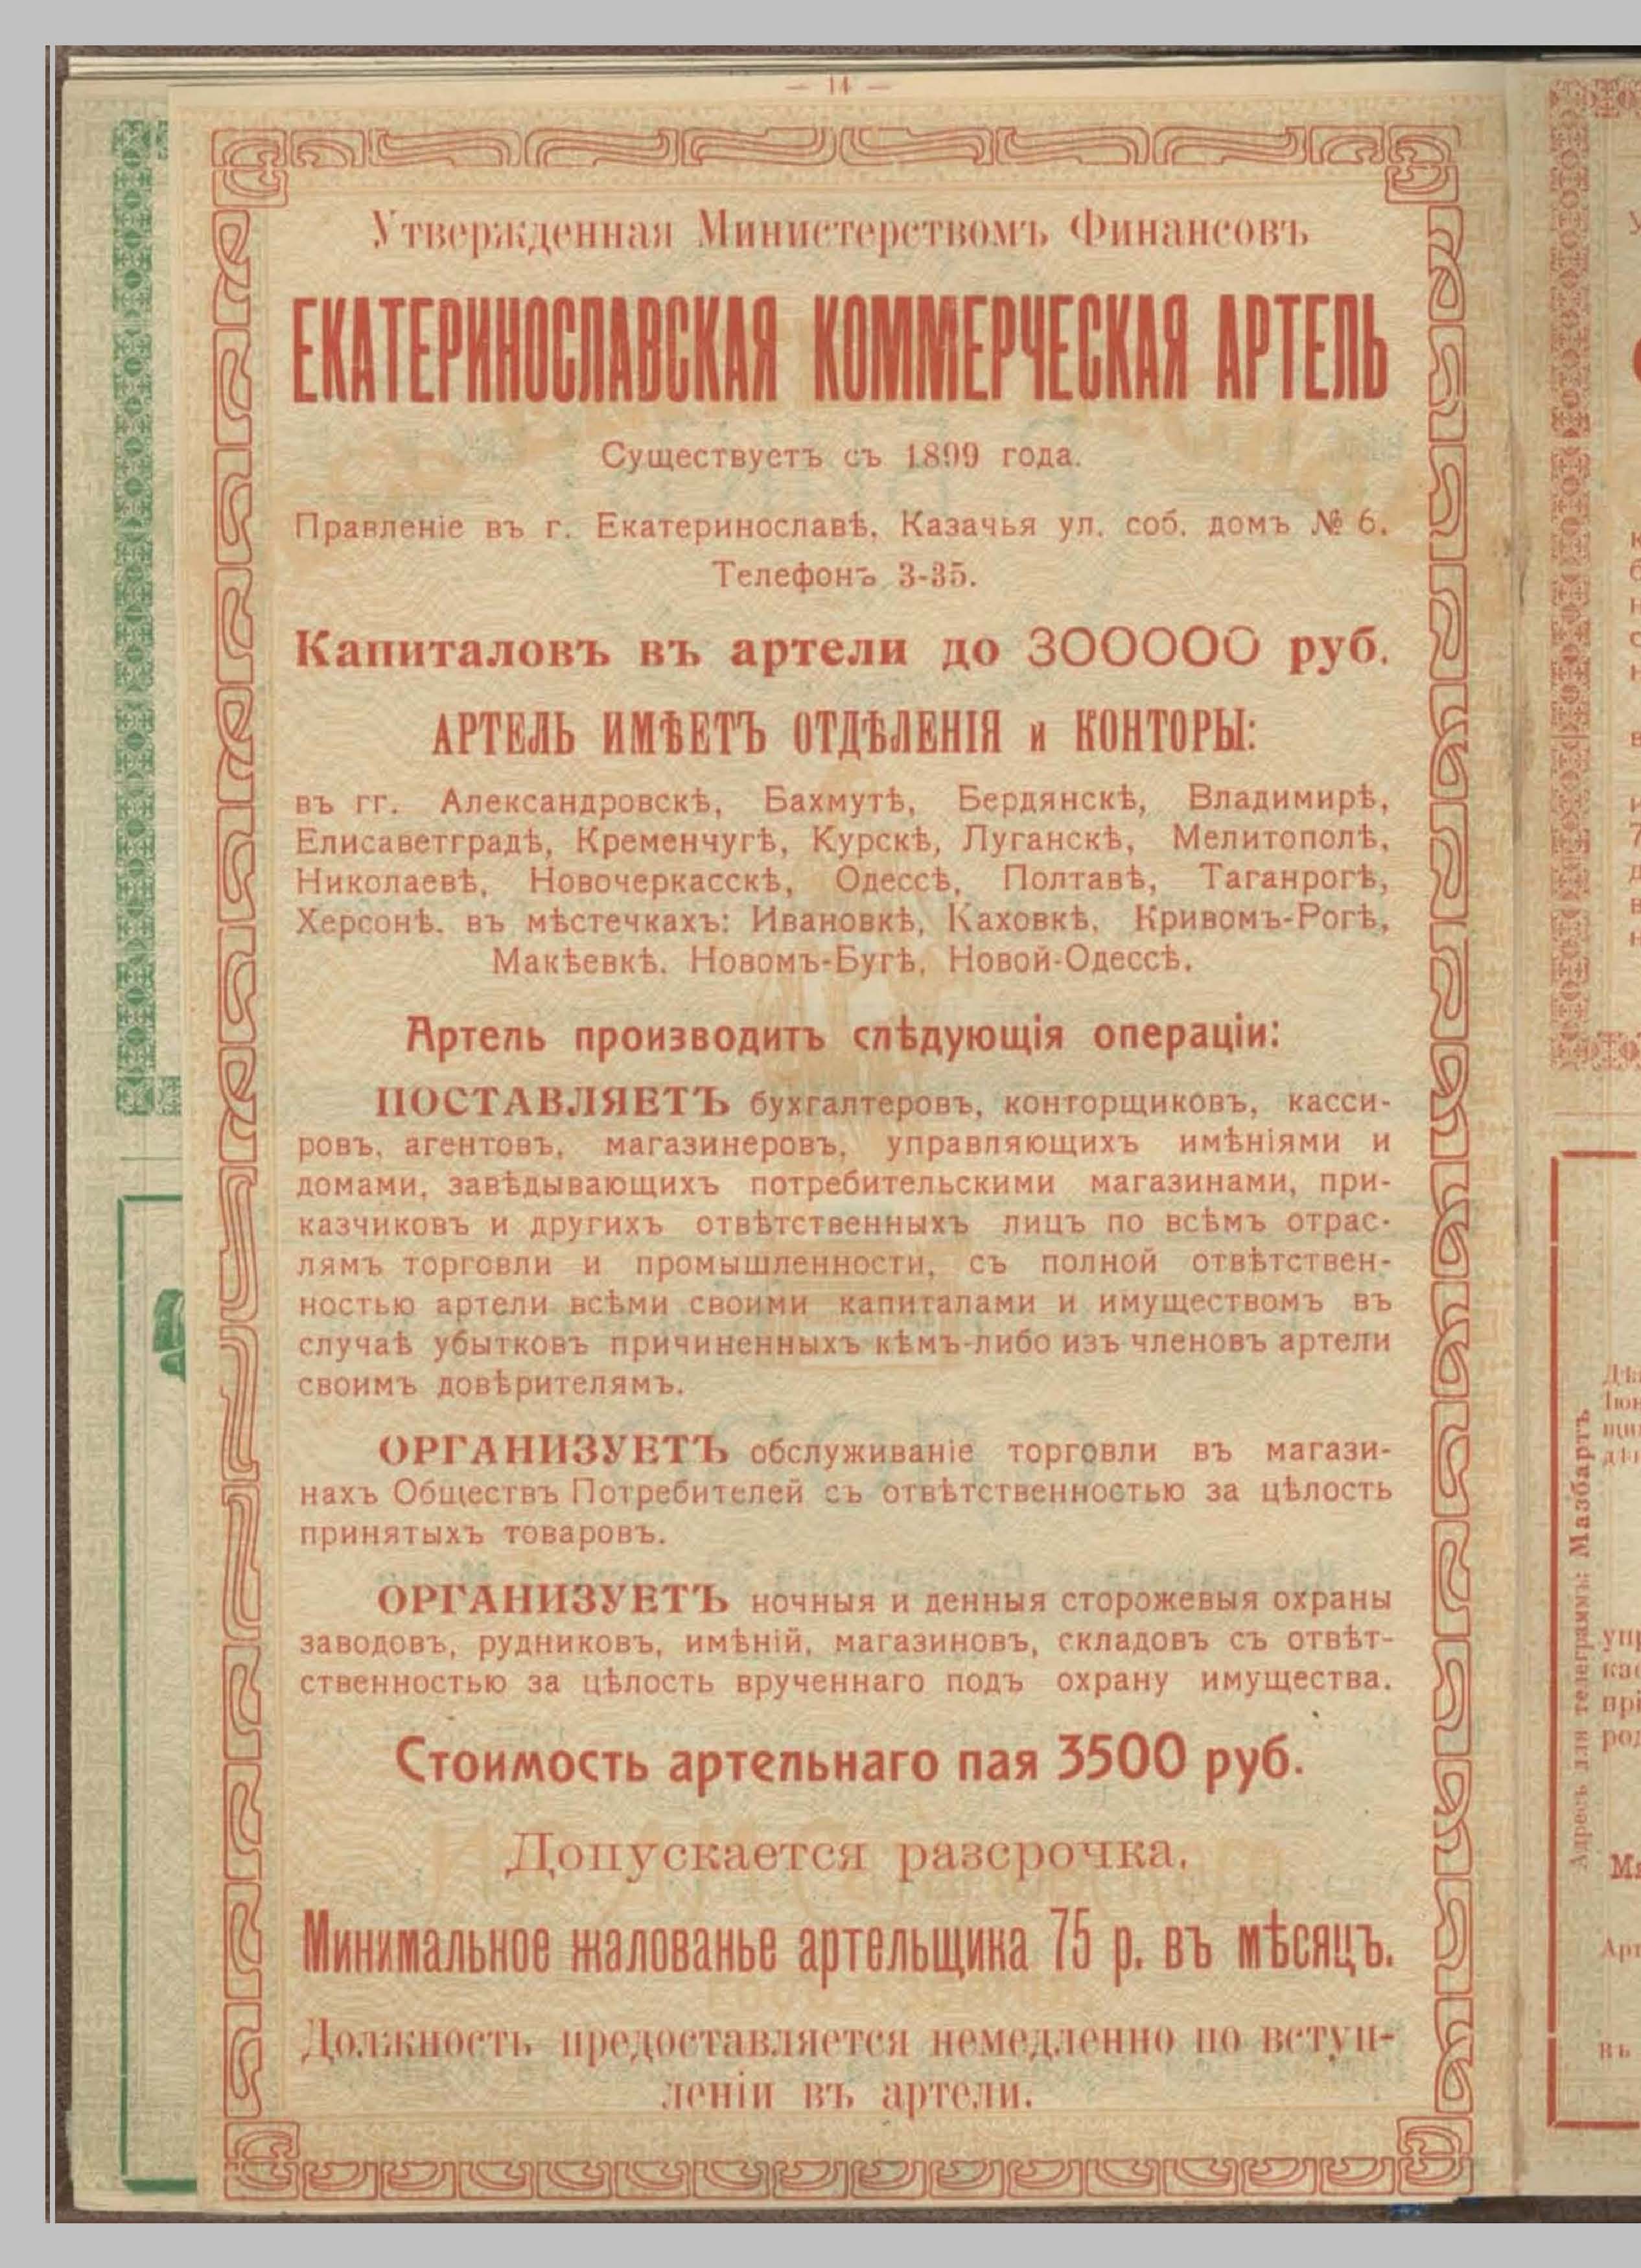 — 14 —
Утвержденная Министерствомъ Финансовъ
ЕКАТЕРИНОСЛАВСКАЯ КОММЕРЧЕСКАЯ АРТЕЛЬ
Существуетъ съ 1899 года.
Правленіе въ г. Екатеринославѣ, Казачья ул. соб. домъ № 6.
Телефонъ 3-35.
Капиталовъ въ артели до 300000 руб.
АРТЕЛЬ ИМѢЕТЪ ОТДѢЛЕНІЯ и КОНТОРЫ:
въ гг. Александровскѣ, Бахмутѣ, Бердянскѣ, Владимирѣ,
Елисаветградѣ, Кременчугѣ, Курскѣ, Луганскѣ, Мелитополѣ,
Николаевѣ, Новочеркасскѣ, Одессѣ, Полтавѣ, Таганрогѣ,
Херсонѣ. въ мѣстечкахъ: Ивановкѣ, Каховкѣ, Кривомъ-Рогѣ,
Макѣевкѣ. Новомъ-Бугѣ, Новой-Одессѣ.
Артель производитъ слѣдующія операціи:
ПОСТАВЛЯЕТЪ бухгалтеровъ, конторщиковъ, касси-
ровъ, агентовъ, магазинеровъ, управляющихъ имѣніями и
домами, завѣдывающихъ потребительскими магазинами, при-
казчиковъ и другихъ отвѣтственныхъ лицъ по всѣмъ отрас-
лямъ торговли и промышленности, съ полной отвѣтствен-
ностью артели всѣми своими капиталами и имуществомъ въ
случаѣ убытковъ причиненныхъ кѣмъ-либо изъ членовъ артели
своимъ довѣрителямъ.
ОРГАНИЗУЕТЪ обслуживаніе торговли въ магази-
нахъ Обществъ Потребителей съ отвѣтственностью за цѣлость
принятыхъ товаровъ.
ОРГАНИЗУЕТЪ ночныя и денныя сторожевыя охраны
заводовъ, рудниковъ, имѣній, магазиновъ, складовъ съ отвѣт-
ственностью за цѣлость врученнаго подъ охрану имущества.
Стоимость артельнаго пая 3500 руб.
Допускается разсрочка.
Минимальное жалованье артельщика 75 р. въ мѣсяцъ.
Должность предоставляется немедленно по вступ-
леніи въ артели.
Адресъ для телеграммъ: Мазбартъ